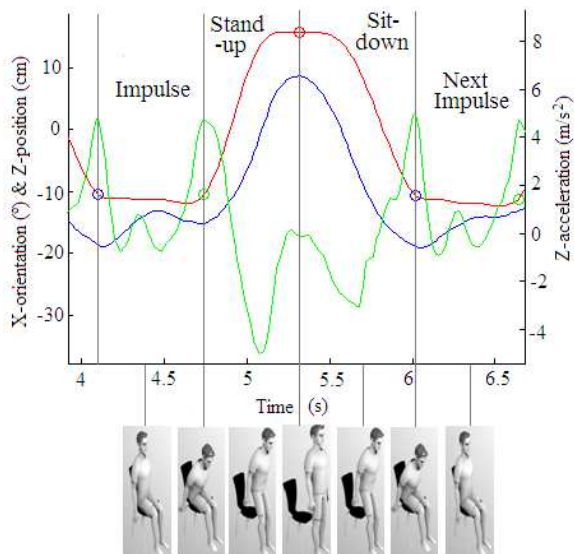 Stand
-up
Sit-
down
Impulse
Next
Impulse
X-orientation (°) & Z-position (cm)
10
0
-10
-20
-30
8
6
4
2
0
-2
-4
Z-acceleration (m/s²)
4
4.5
5
5.5
6
6.5
Time (s)